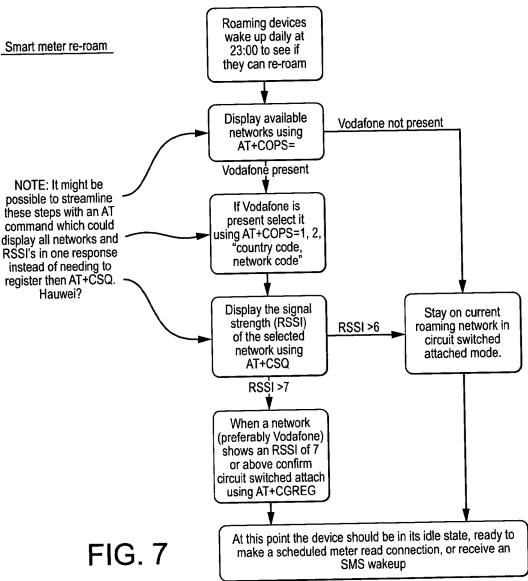 Smart meter re-roam
Roaming devices
wake up daily at
23:00 to see if
they can re-roam
Display available
networks using
AT+COPS=
Vodafone not present
Vodafone present
NOTE: It might be
possible to streamline
these steps with an AT
command which could
display all networks and
RSSI's in one response
instead of needing to
register then AT+CSQ.
Hauwei?
If Vodafone is
present select it
using AT+COPS=1, 2,
"country code,
network code"
Display the signal
strength (RSSI)
of the selected
network using
AT+CSQ
RSSI >6
Stay on current
roaming network in
circuit switched
attached mode.
RSSI >7
When a network
(preferably Vodafone)
shows an RSSI of 7
or above confirm
circuit switched attach
using AT+CGREG
At this point the device should be in its idle state, ready to
make a scheduled meter read connection, or receive an
SMS wakeup
FIG. 7